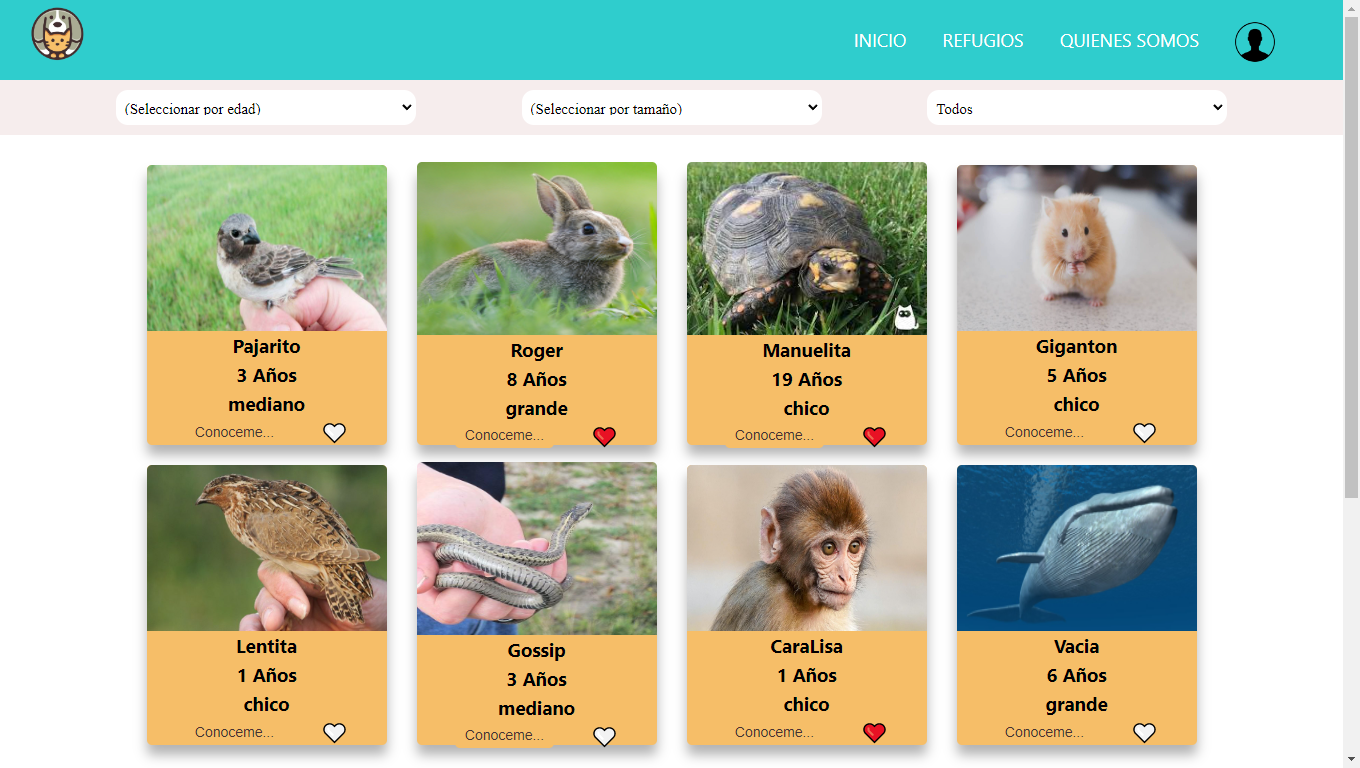 INICIO REFUGIOS QUIENES SOMOS
(Seleccionar por edad) (Seleccionar por tamaño) Todos
Pajarito
3 Años
mediano
Conoceme...
Roger
8 Años
grande
Conoceme...
Manuelita
19 Años
chico
Conoceme...
Giganton
5 Años
chico
Conoceme...
Lentita
1 Años
chico
Conoceme...
Gossip
3 Años
mediano
Conoceme...
CaraLisa
1 Años
chico
Conoceme...
Vacia
6 Años
grande
Conoceme...